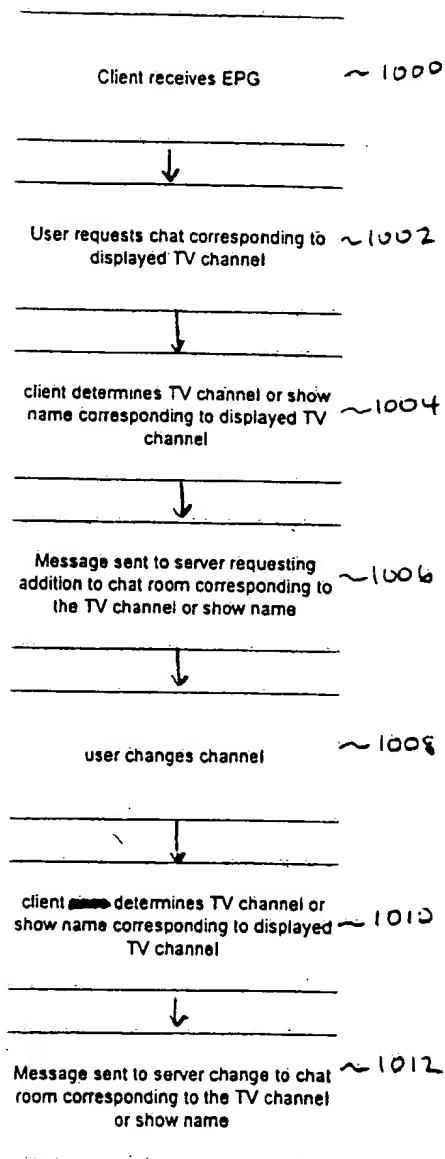 Client receives EPG ~ 1000
User requests chat corresponding to ~1002
displayed TV channel
client determines TV channel or show
name corresponding to displayed TV ~1004
channel
Message sent to server requesting
addition to chat room corresponding to ~1006
the TV channel or show name
user changes channel ~ 1008
client determines TV channel or
show name corresponding to displayed ~ 1010
TV channel
Message sent to server change to chat ~1012
room corresponding to the TV channel
or show name